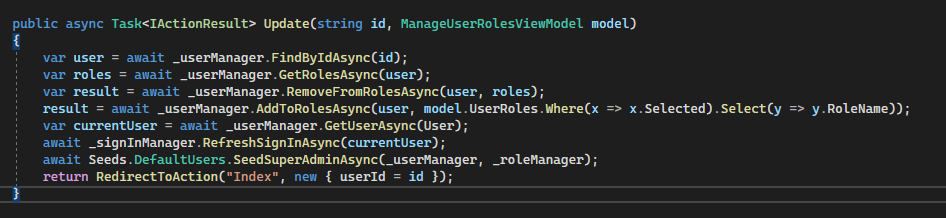 public async Task<IActionResult> Update(string id, ManageUserRolesViewModel model)
{
    var user = await _userManager.FindByIdAsync(id);
    var roles = await _userManager.GetRolesAsync(user);
    var result = await _userManager.RemoveFromRolesAsync(user, roles);
    result = await _userManager.AddToRolesAsync(user, model.UserRoles.Where(x => x.Selected).Select(y => y.RoleName));
    var currentUser = await _userManager.GetUserAsync(User);
    await _signInManager.RefreshSignInAsync(currentUser);
    await Seeds.DefaultUsers.SeedSuperAdminAsync(_userManager, _roleManager);
    return RedirectToAction("Index", new { userId = id });
}